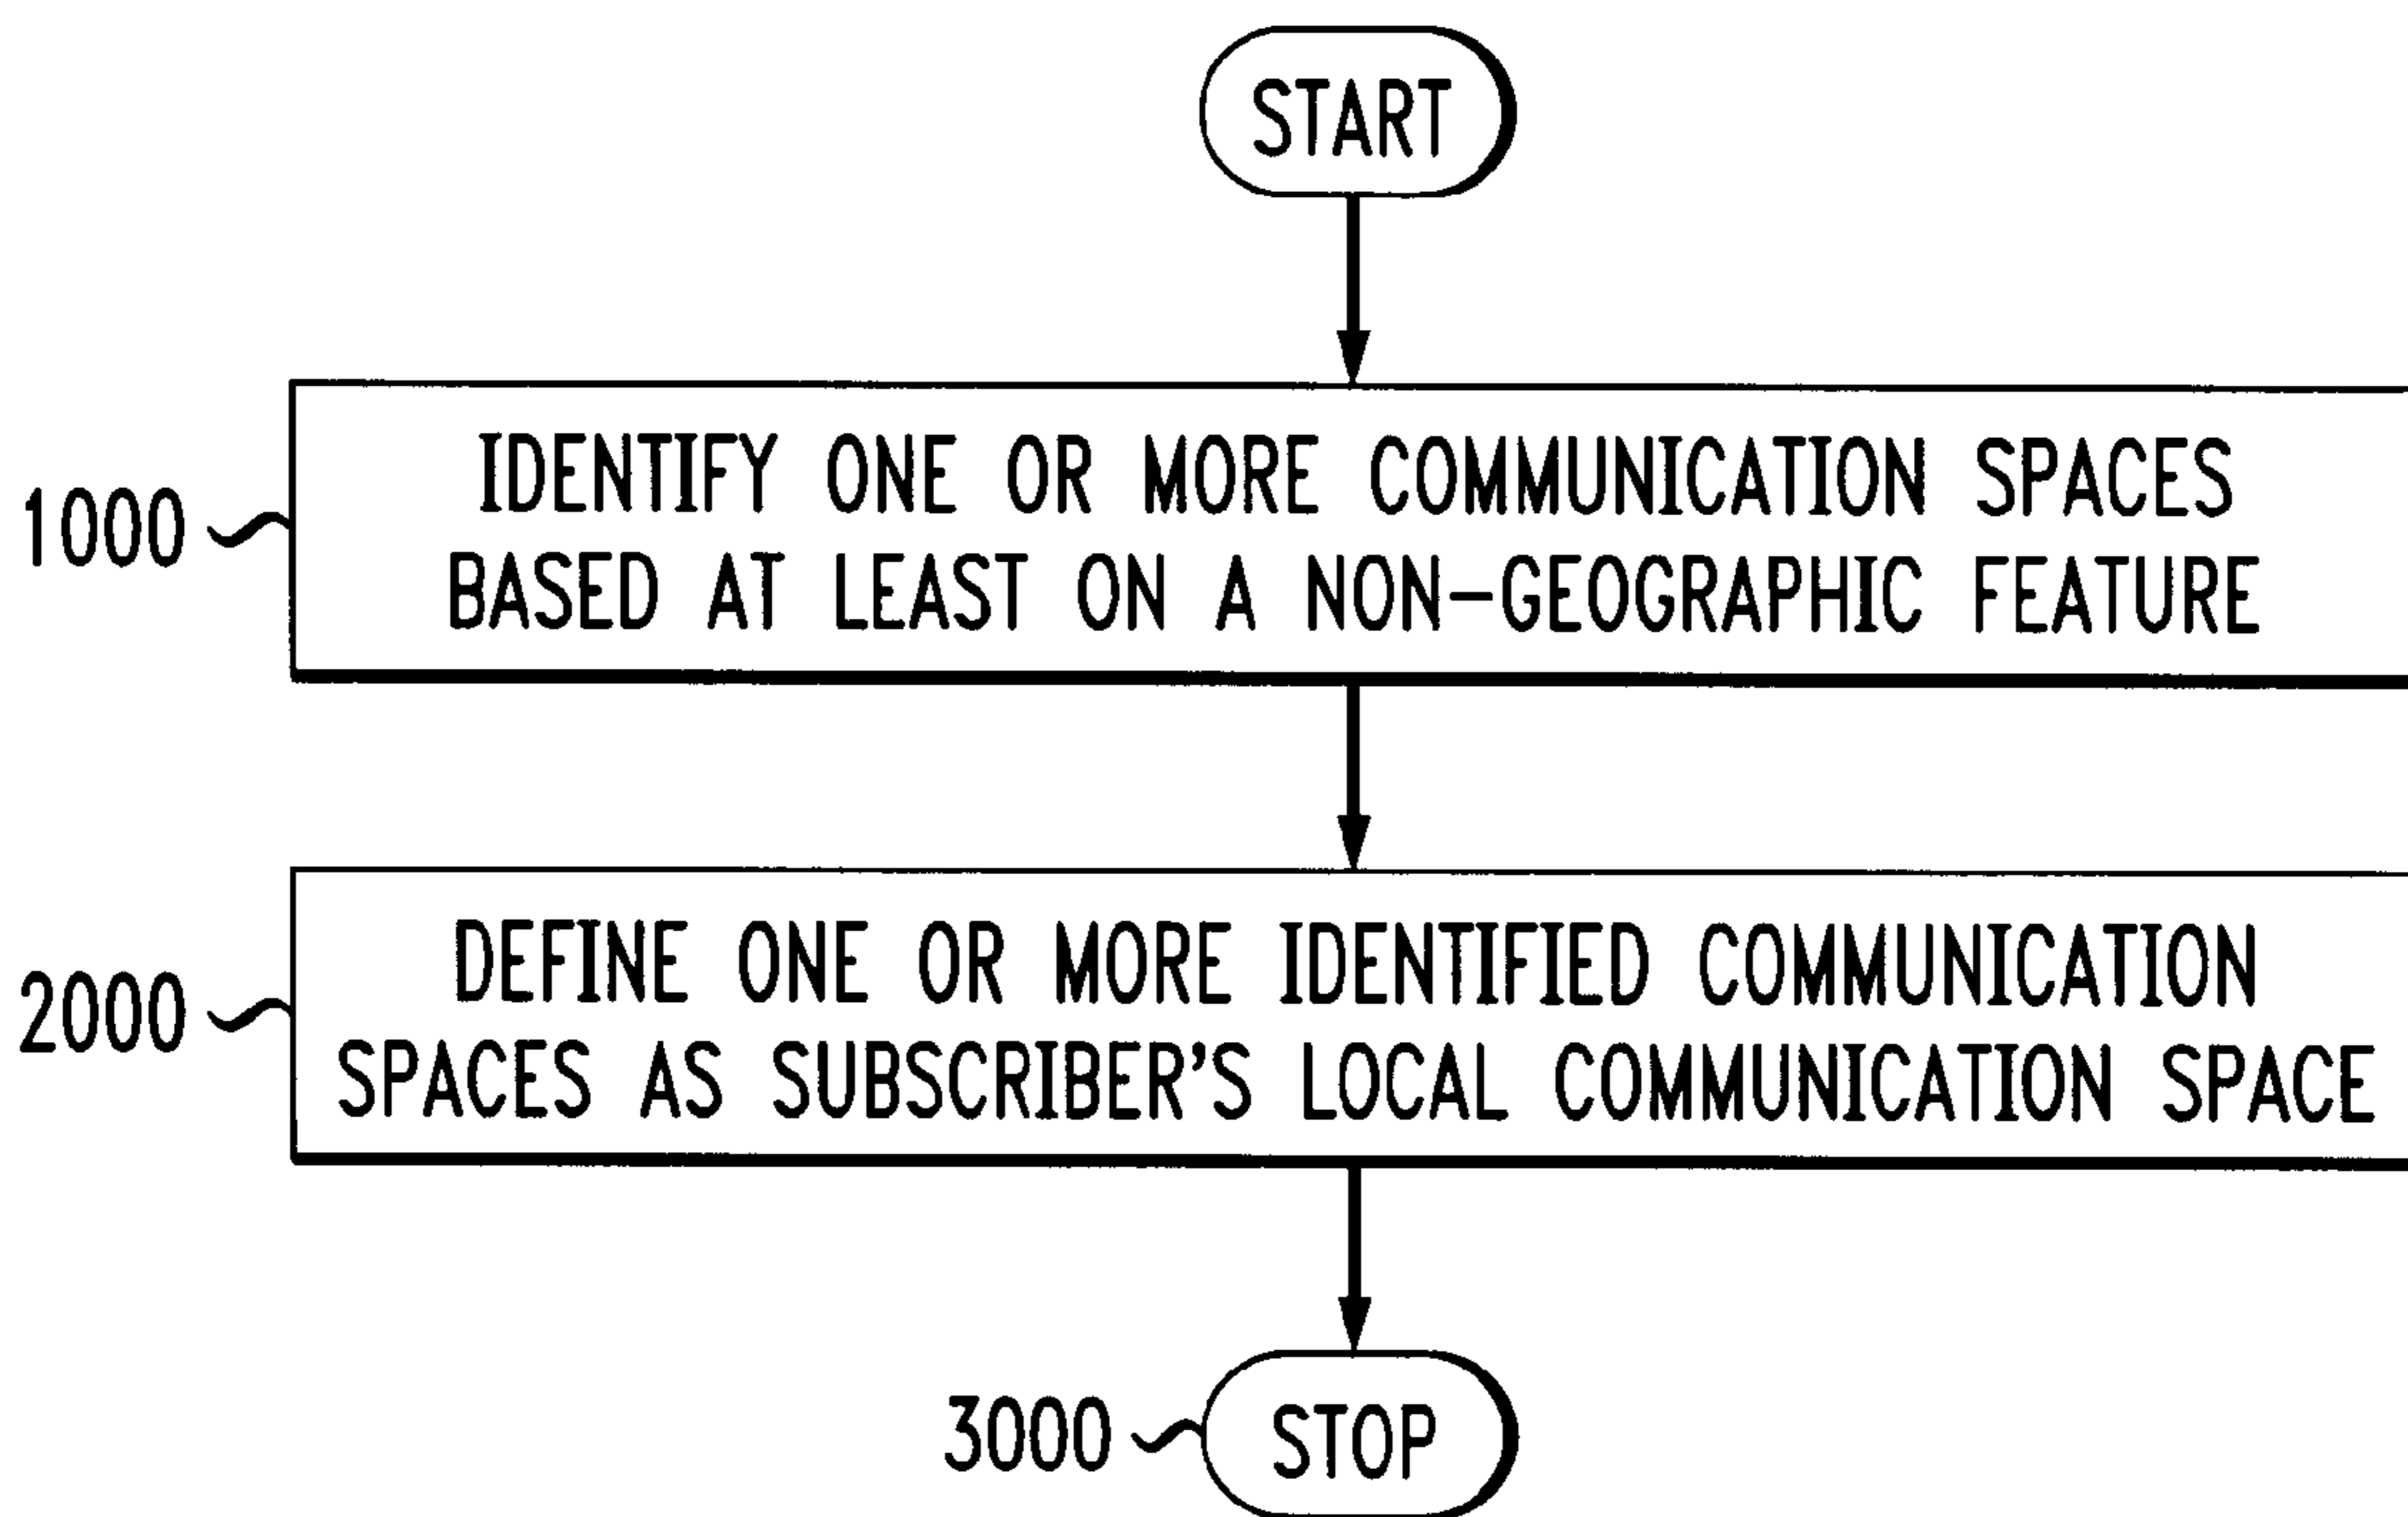 START
1000
IDENTIFY ONE OR MORE COMMUNICATION SPACES
BASED AT LEAST ON A NON-GEOGRAPHIC FEATURE
2000
DEFINE ONE OR MORE IDENTIFIED COMMUNICATION
SPACES AS SUBSCRIBER'S LOCAL COMMUNICATION SPACE
3000
STOP